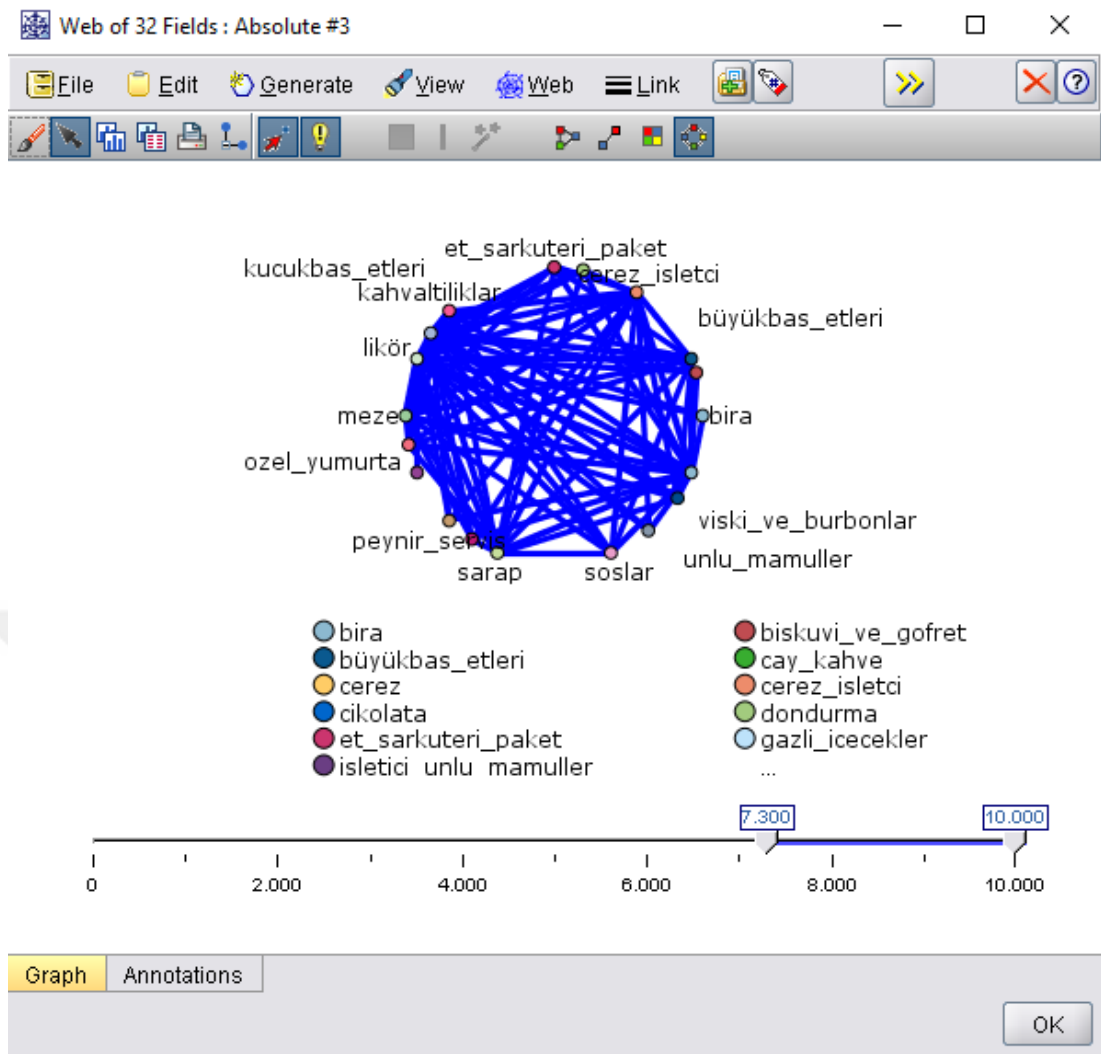 Web of 32 Fields : Absolute #3
File Edit Generate View Web Link
et_sarkuteri_paket
kucukbas_etleri
cerez_isletci
kahvaltiliklar
büyükbas_etleri
likör
meze
bira
ozel_yumurta
viski_ve_burbonlar
peynir_servis
unlu_mamuller
sarap
soslar
bira
büyükbas_etleri
cerez
cikolata
et_sarkuteri_paket
isletici_unlu_mamuller
biskuvi_ve_gofret
cay_kahve
cerez_isletci
dondurma
gazli_icecekler
...
7.300 10.000
0 2.000 4.000 6.000 8.000 10.000
Graph Annotations
OK